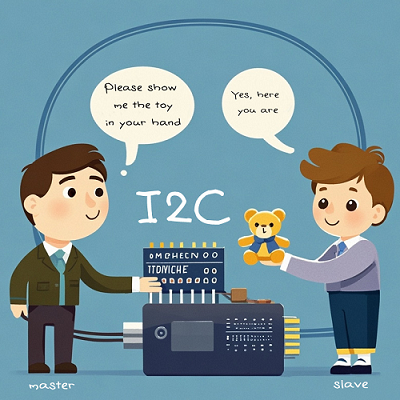 Please show
me the toy
in your hand
Yes, here
you are
I2C
master
slave